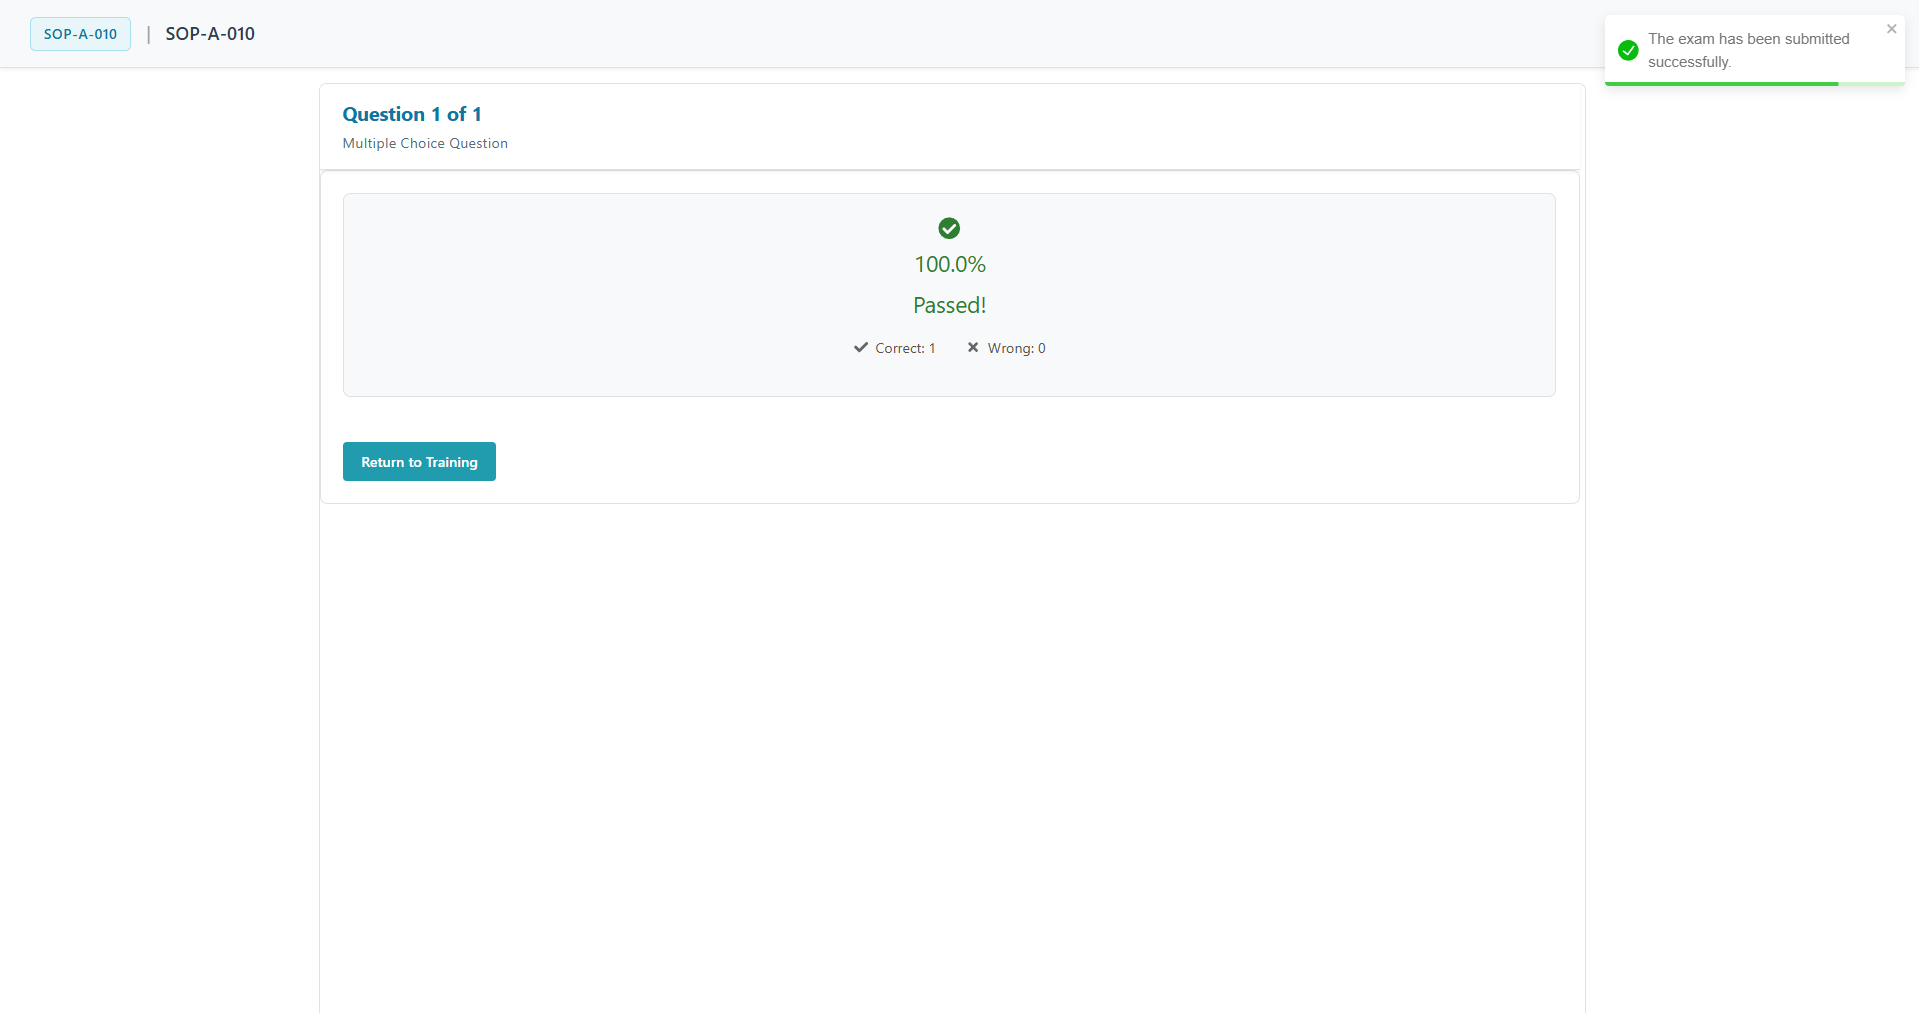 SOP-A-010 | SOP-A-010
The exam has been submitted
successfully.
Question 1 of 1
Multiple Choice Question
100.0%
Passed!
Correct: 1 Wrong: 0
Return to Training